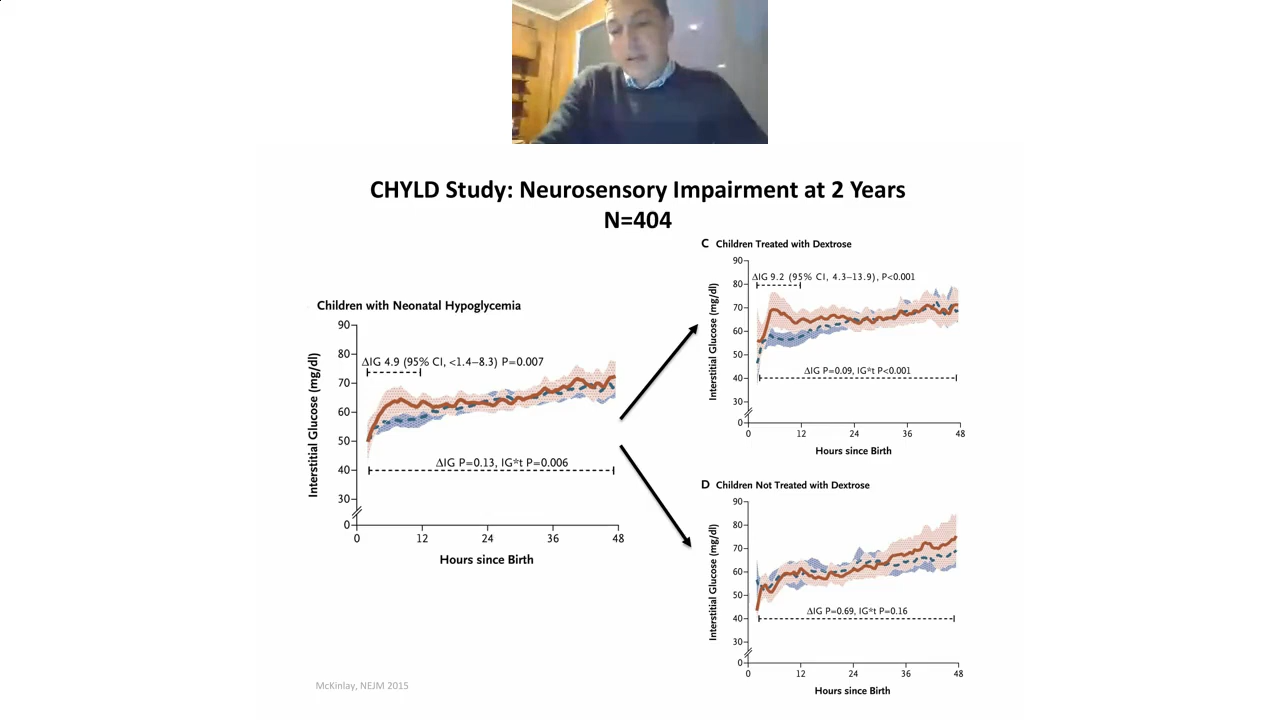 CHYLD Study: Neurosensory Impairment at 2 Years
N=404
Children with Neonatal Hypoglycemia
Interstitial Glucose (mg/dl)
90
80
70
60
50
40
30
0
ΔIG 4.9 (95% CI, <1.4–8.3) P=0.007
ΔIG P=0.13, IG*t P=0.006
0 12 24 36 48
Hours since Birth
C Children Treated with Dextrose
Interstitial Glucose (mg/dl)
90
80
70
60
50
40
30
0
ΔIG 9.2 (95% CI, 4.3–13.9), P<0.001
ΔIG P=0.09, IG*t P<0.001
0 12 24 36 48
Hours since Birth
D Children Not Treated with Dextrose
Interstitial Glucose (mg/dl)
90
80
70
60
50
40
30
0
ΔIG P=0.69, IG*t P=0.16
0 12 24 36 48
Hours since Birth
McKinlay, NEJM 2015